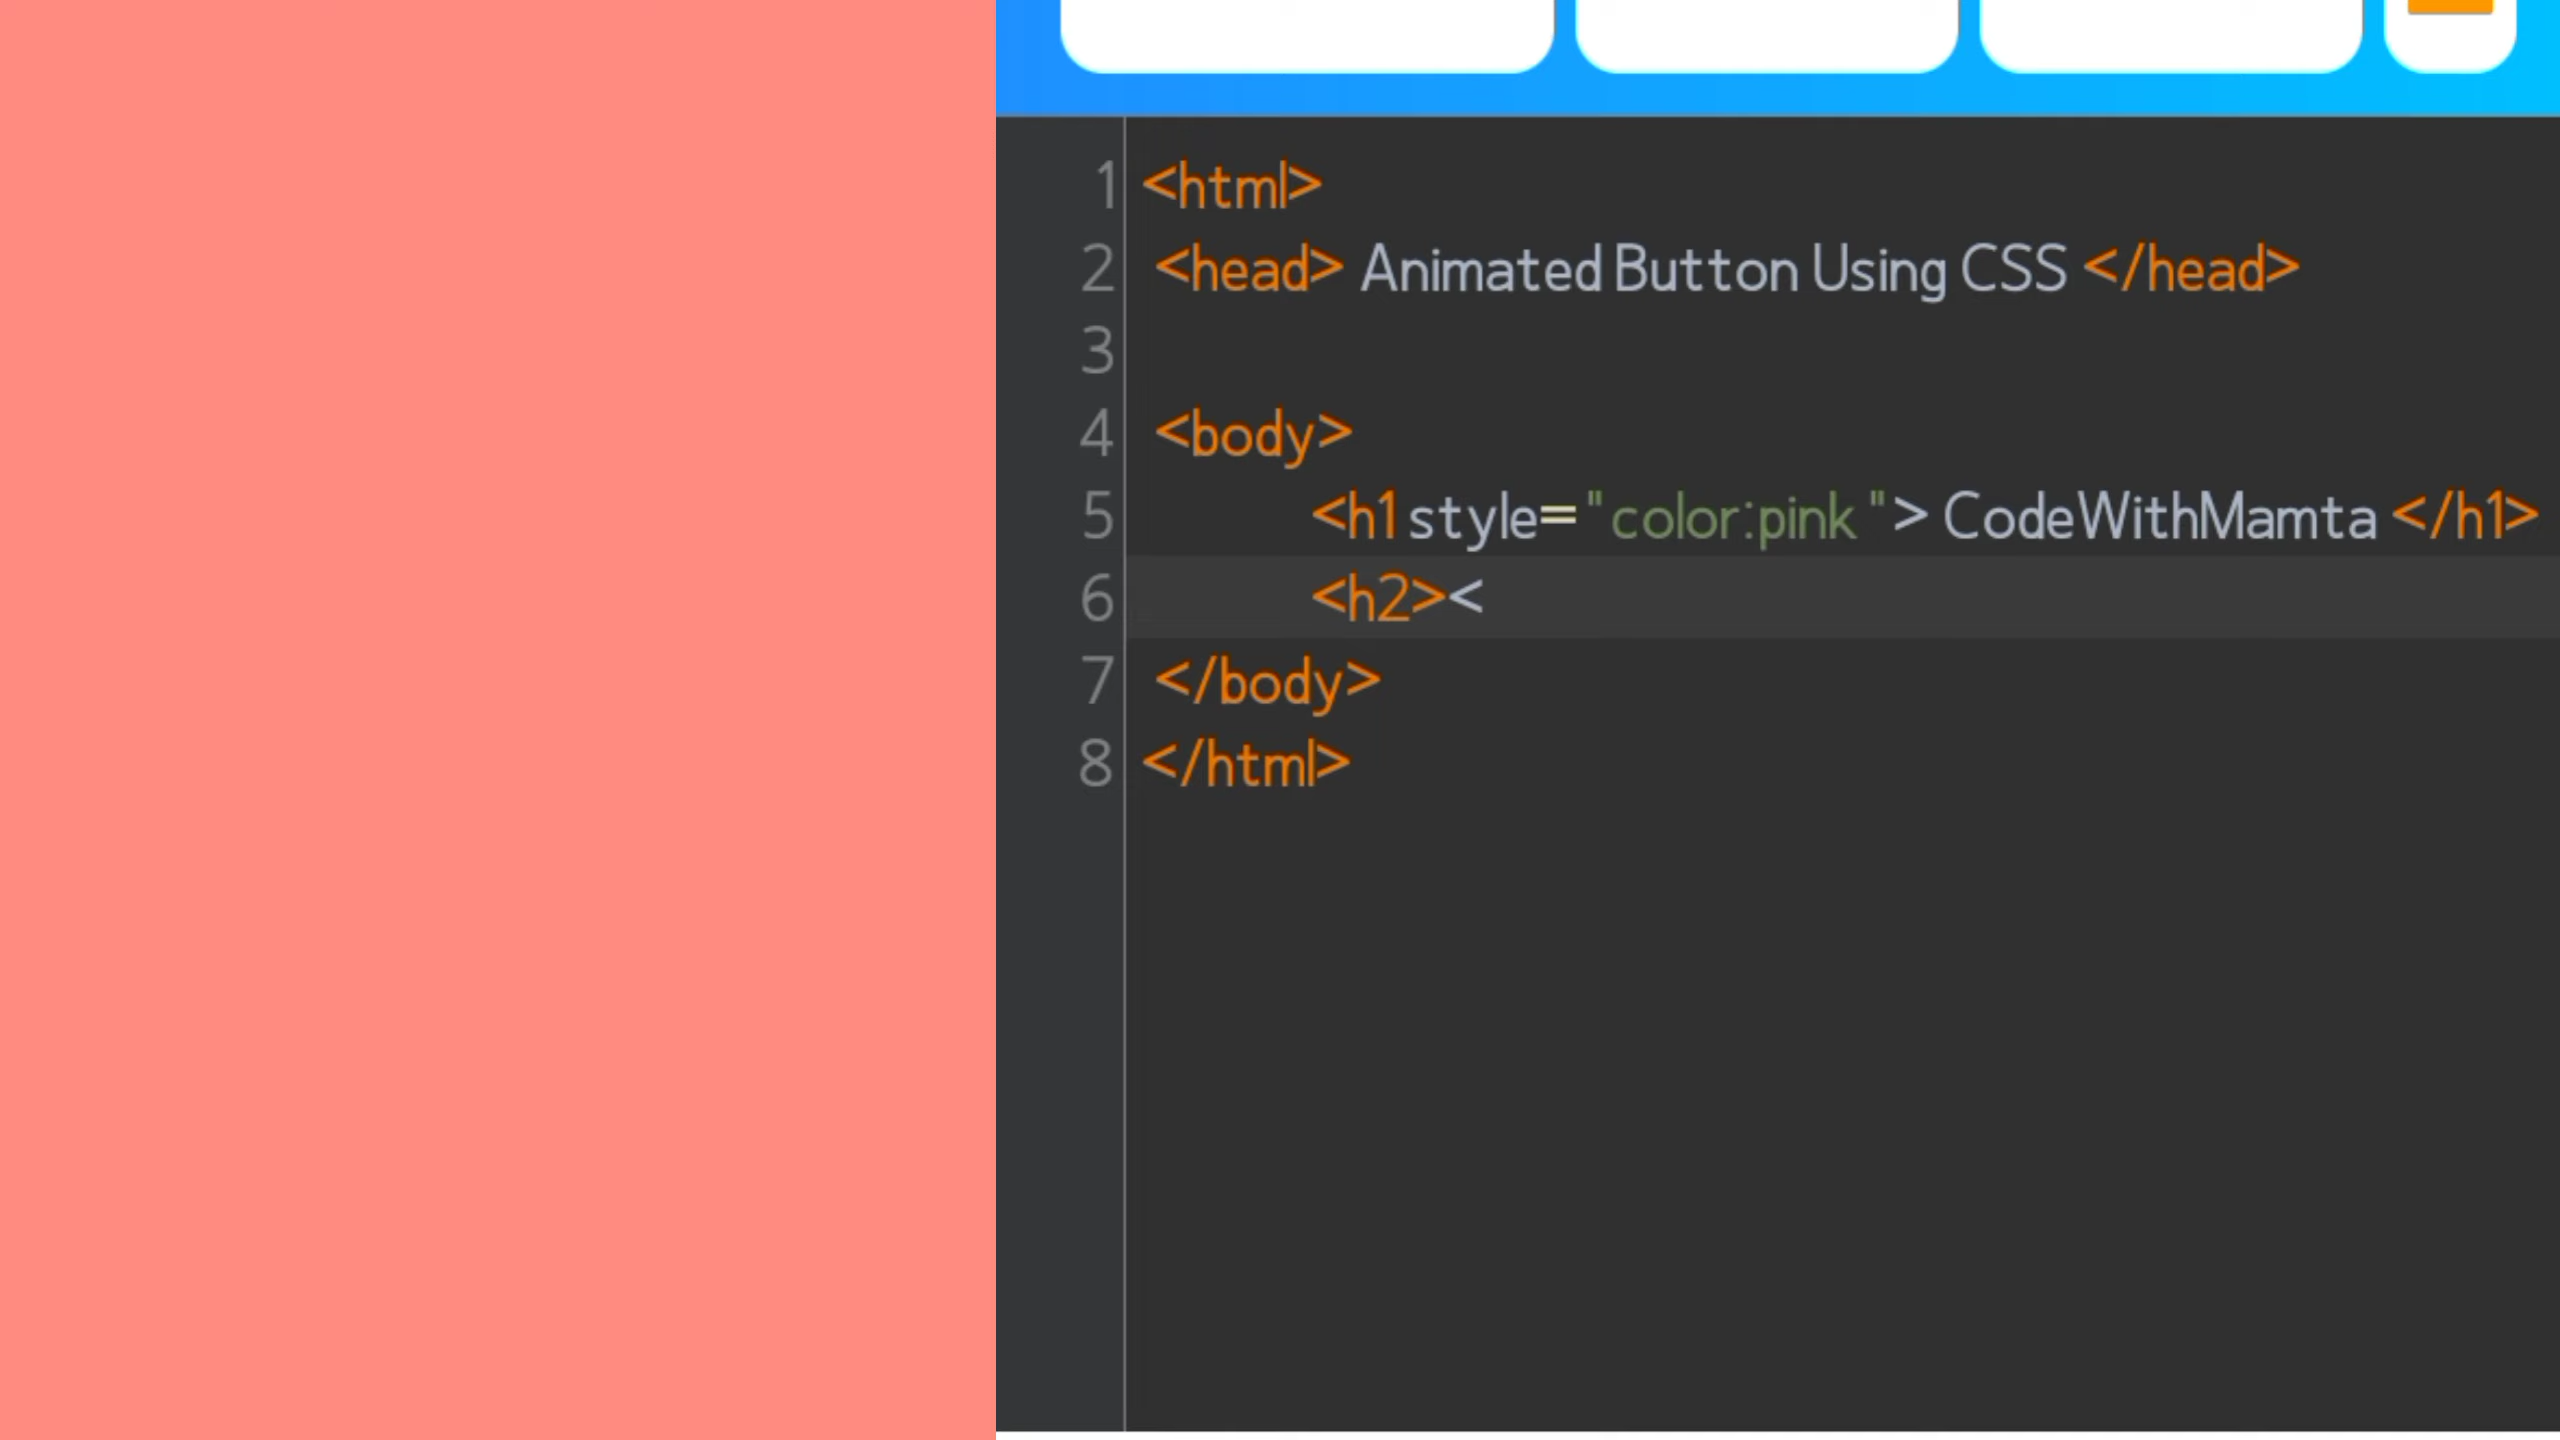 1 <html>
2 <head> Animated Button Using CSS </head>
3
4 <body>
5 <h1 style="color:pink"> CodeWithMamta </h1>
6 <h2><
7 </body>
8 </html>